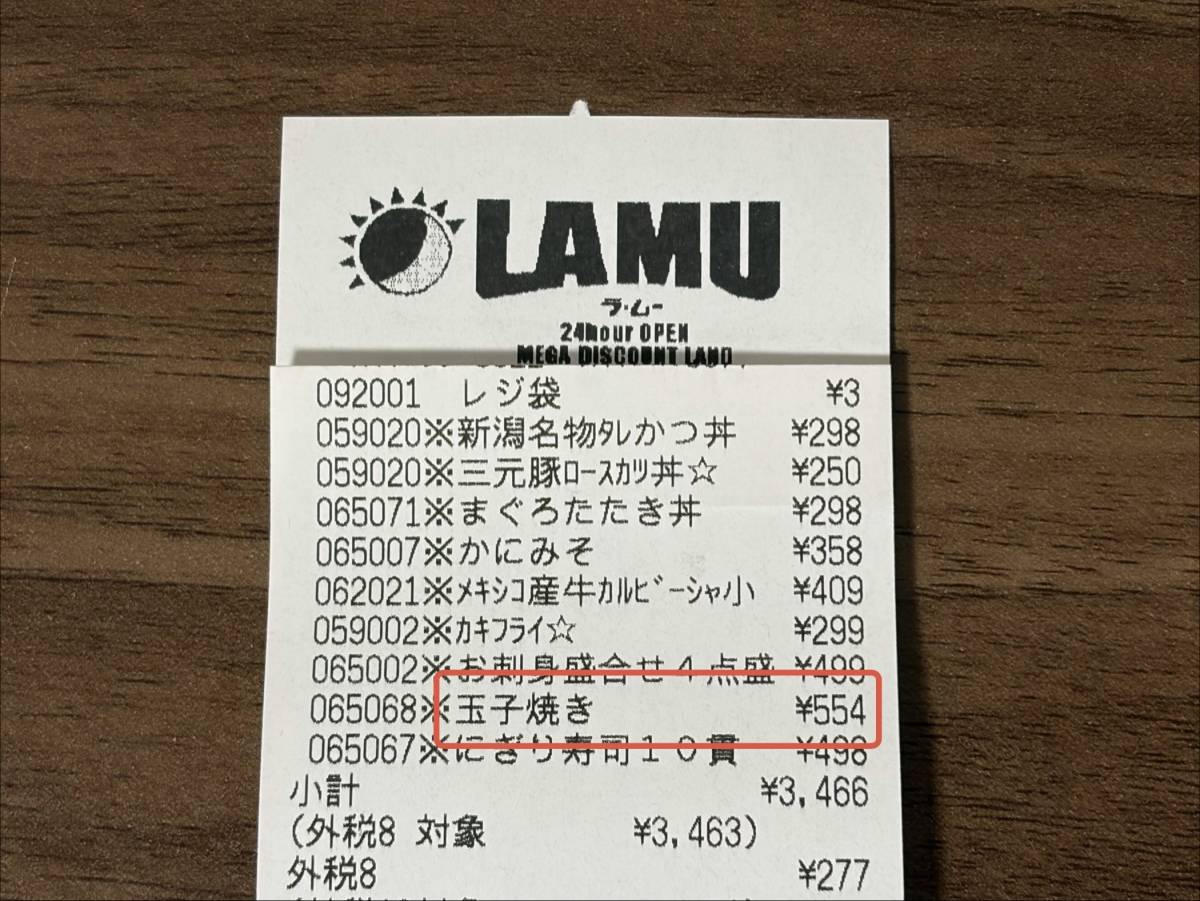 LAMU
ラ・ムー
24hour OPEN
MEGA DISCOUNT LAND
092001 レジ袋 ¥3
059020※新潟名物ﾀﾚかつ丼 ¥298
059020※三元豚ﾛｰｽｶﾂ丼☆ ¥250
065071※まぐろたたき丼 ¥298
065007※かにみそ ¥358
062021※ﾒｷｼｺ産牛ｶﾙﾋﾞｰｼｬ小 ¥409
059002※ｶｷﾌﾗｲ☆ ¥299
065002※お刺身盛合せ４点盛 ¥499
065068※玉子焼き ¥554
065067※にぎり寿司１０貫 ¥498
小計 ¥3,466
(外税8 対象 ¥3,463)
外税8 ¥277